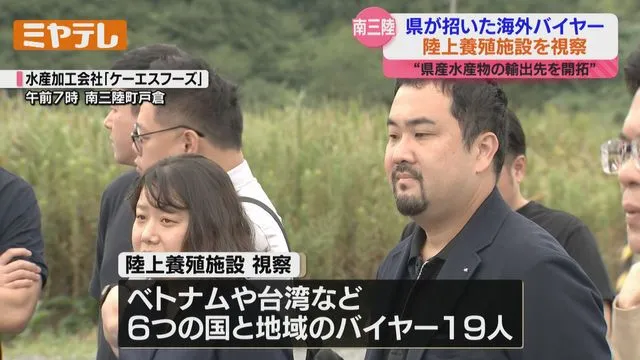 ミヤテレ
南三陸
県が招いた海外バイヤー
陸上養殖施設を視察
“県産水産物の輸出先を開拓”
水産加工会社「ケーエスフーズ」
午前7時 南三陸町戸倉
陸上養殖施設 視察
ベトナムや台湾など
6つの国と地域のバイヤー19人